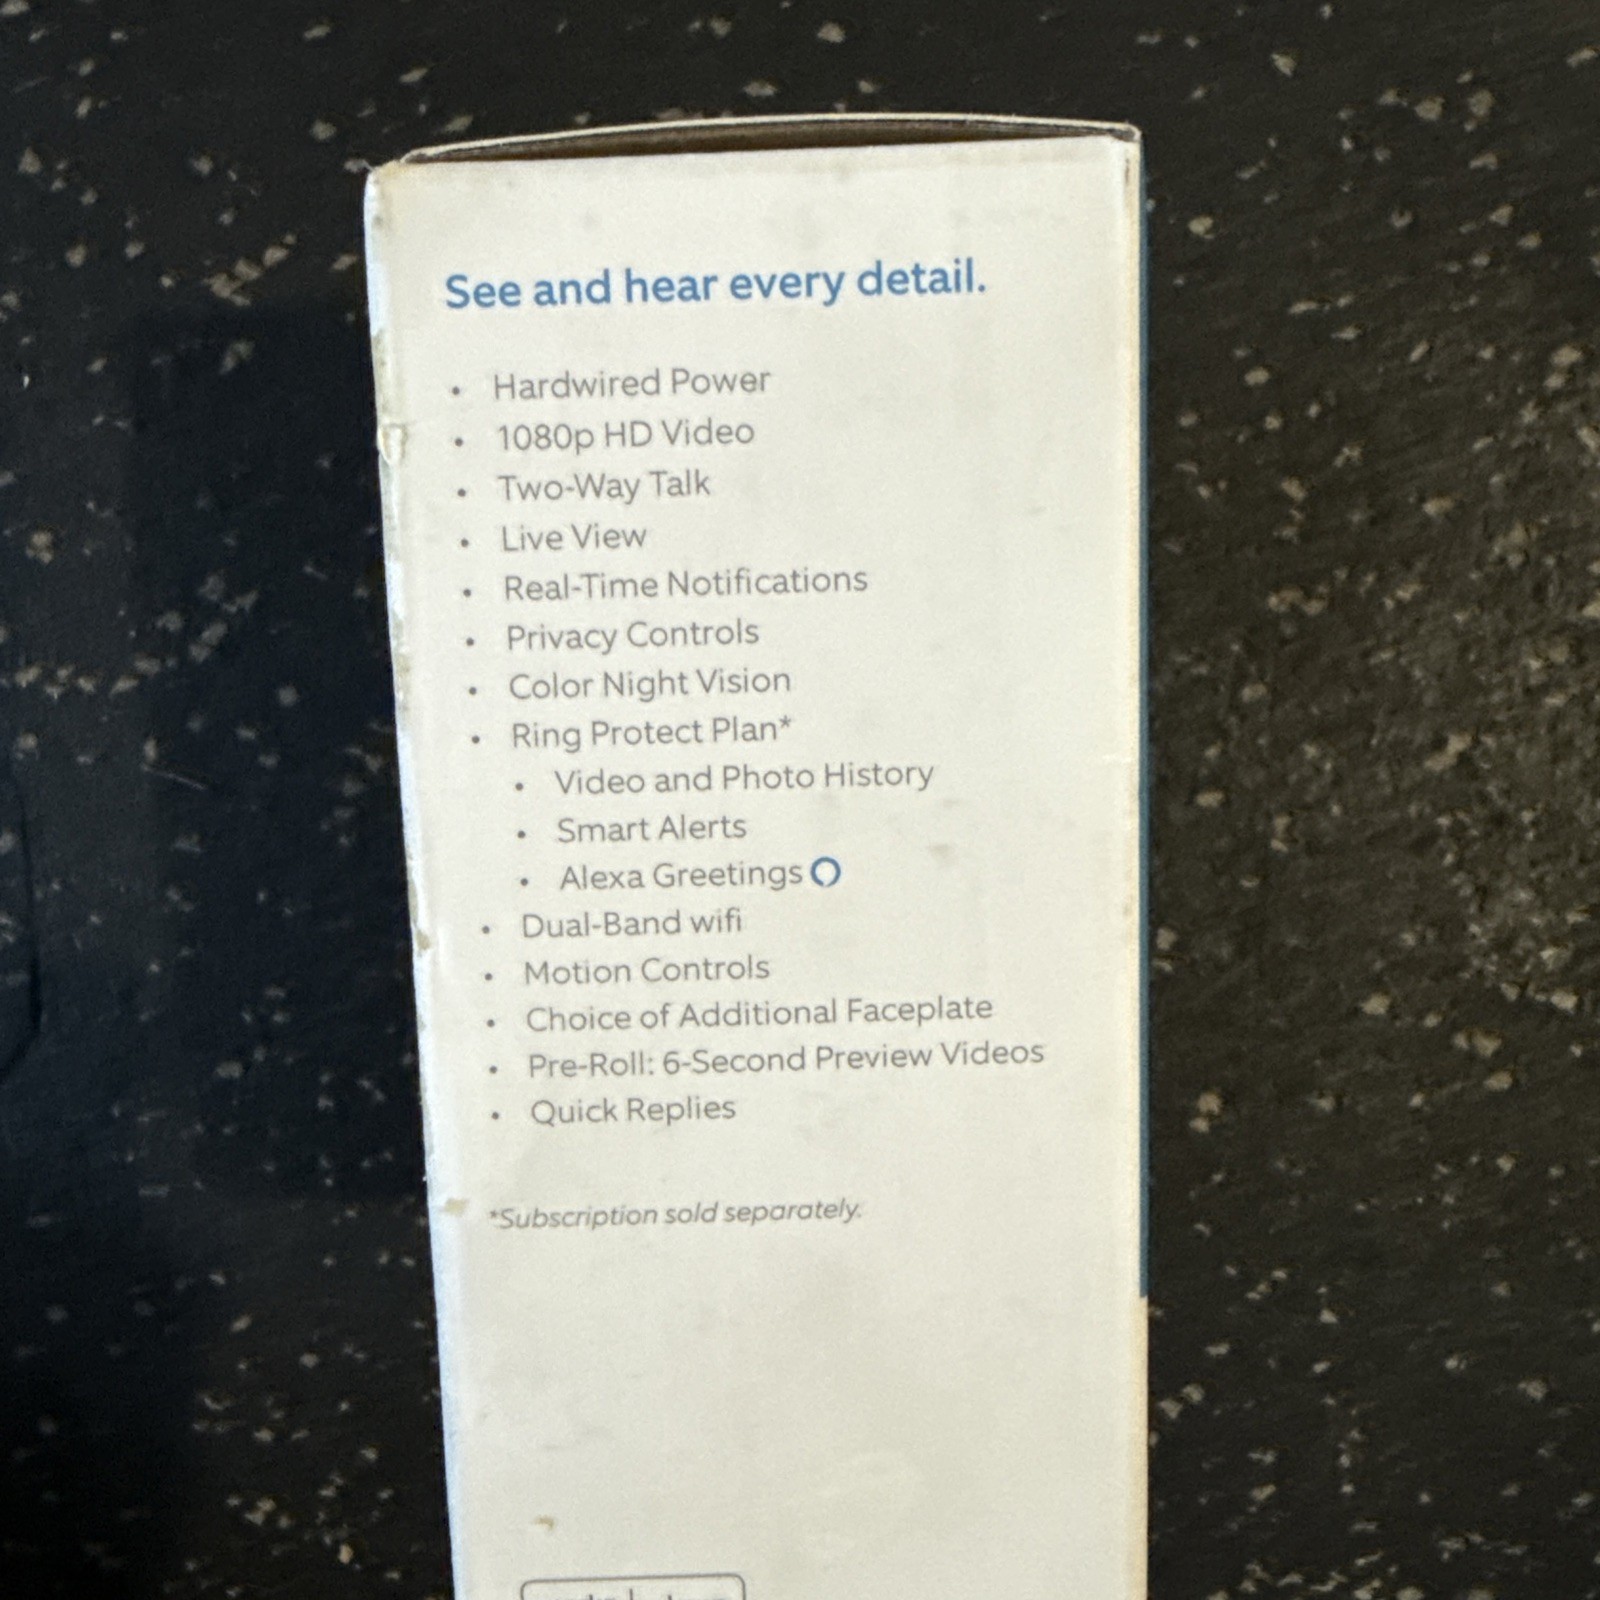 See and hear every detail.
• Hardwired Power
• 1080p HD Video
• Two-Way Talk
• Live View
• Real-Time Notifications
• Privacy Controls
• Color Night Vision
• Ring Protect Plan*
• Video and Photo History
• Smart Alerts
• Alexa Greetings
• Dual-Band wifi
• Motion Controls
• Choice of Additional Faceplate
• Pre-Roll: 6-Second Preview Videos
• Quick Replies
*Subscription sold separately.